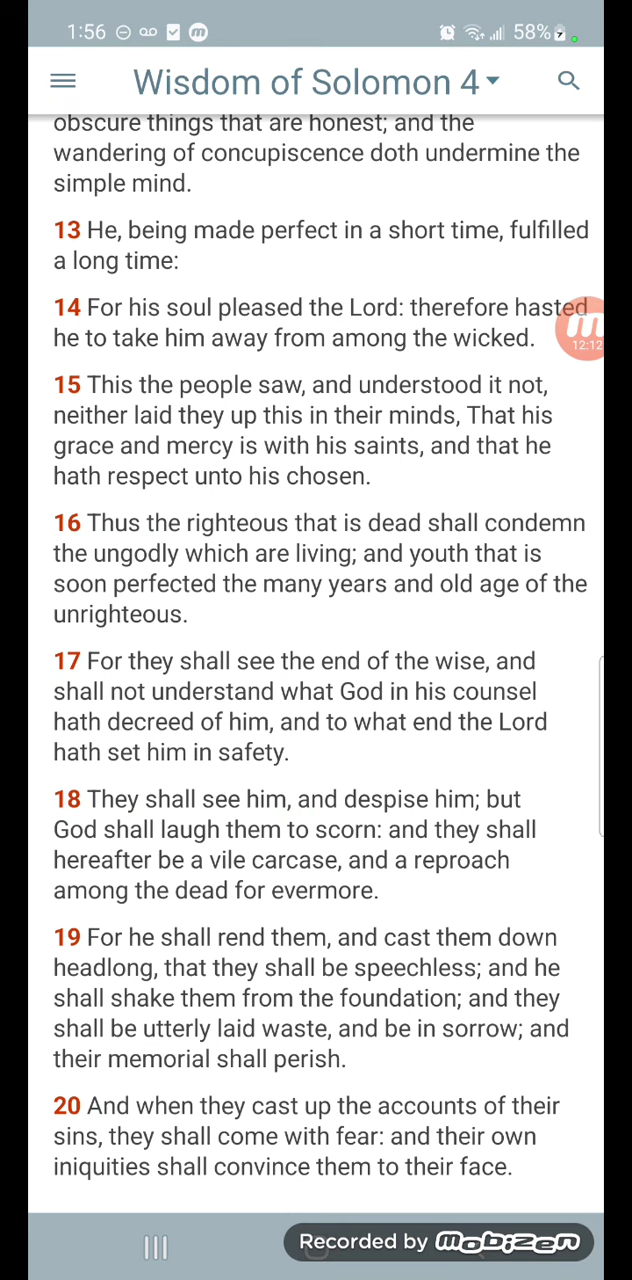 1:56
58%
Wisdom of Solomon 4
obscure things that are honest; and the
wandering of concupiscence doth undermine the
simple mind.
13 He, being made perfect in a short time, fulfilled
a long time:
14 For his soul pleased the Lord: therefore hasted
he to take him away from among the wicked.
12:12
15 This the people saw, and understood it not,
neither laid they up this in their minds, That his
grace and mercy is with his saints, and that he
hath respect unto his chosen.
16 Thus the righteous that is dead shall condemn
the ungodly which are living; and youth that is
soon perfected the many years and old age of the
unrighteous.
17 For they shall see the end of the wise, and
shall not understand what God in his counsel
hath decreed of him, and to what end the Lord
hath set him in safety.
18 They shall see him, and despise him; but
God shall laugh them to scorn: and they shall
hereafter be a vile carcase, and a reproach
among the dead for evermore.
19 For he shall rend them, and cast them down
headlong, that they shall be speechless; and he
shall shake them from the foundation; and they
shall be utterly laid waste, and be in sorrow; and
their memorial shall perish.
20 And when they cast up the accounts of their
sins, they shall come with fear: and their own
iniquities shall convince them to their face.
Recorded by mobizen